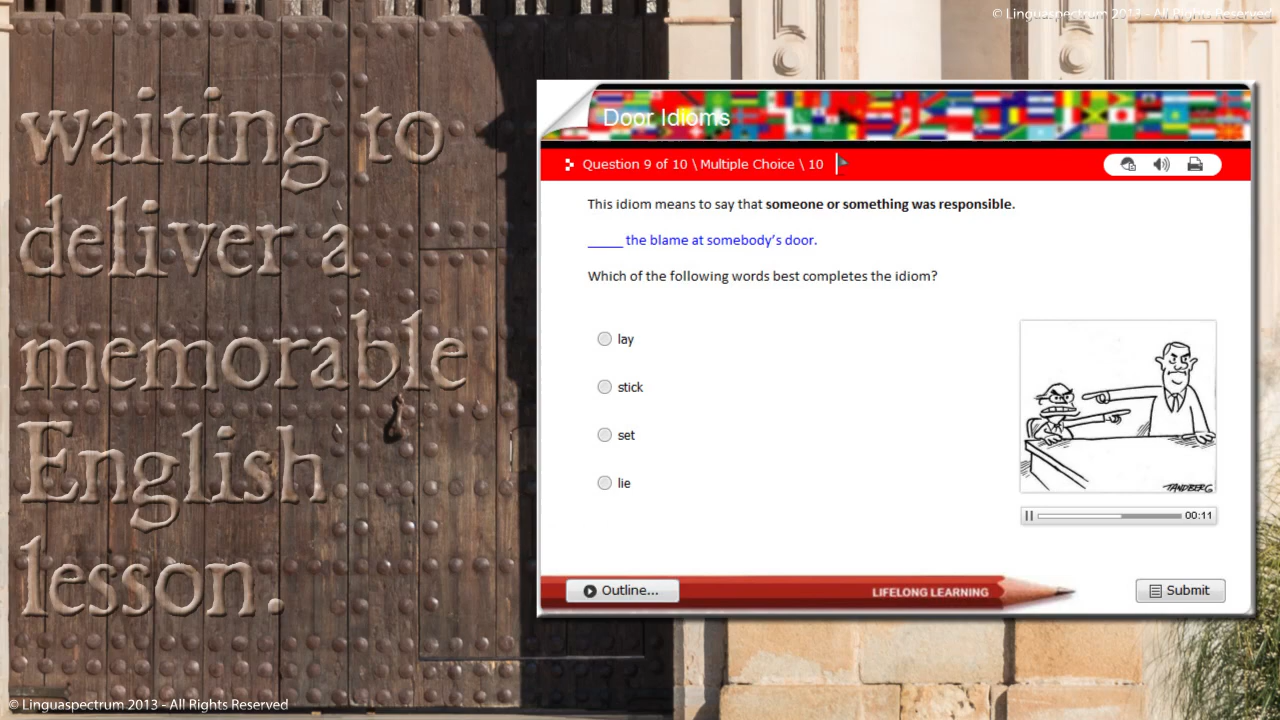 © Linguaspectrum 2013 - All Rights Reserved
waiting to
deliver a
memorable
English
lesson.
Door Idioms
Question 9 of 10 \ Multiple Choice \ 10
This idiom means to say that someone or something was responsible.
_____ the blame at somebody’s door.
Which of the following words best completes the idiom?
lay
stick
set
lie
TANDBERG
00:11
Outline...
LIFELONG LEARNING
Submit
© Linguaspectrum 2013 - All Rights Reserved